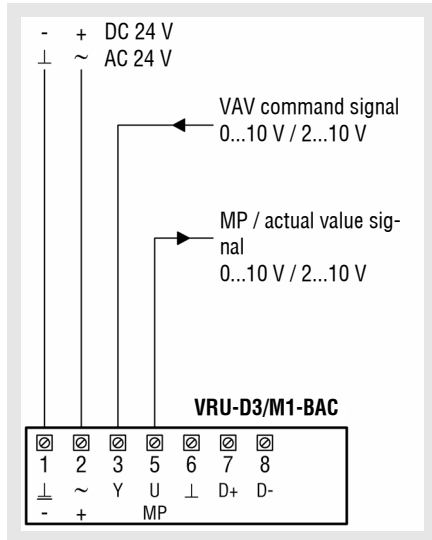 - + DC 24 V
⊥ ~ AC 24 V
VAV command signal
0...10 V / 2...10 V
MP / actual value sig-
nal
0...10 V / 2...10 V
VRU-D3/M1-BAC
1 2 3 5 6 7 8
⊥ ~ Y U ⊥ D+ D-
- + MP